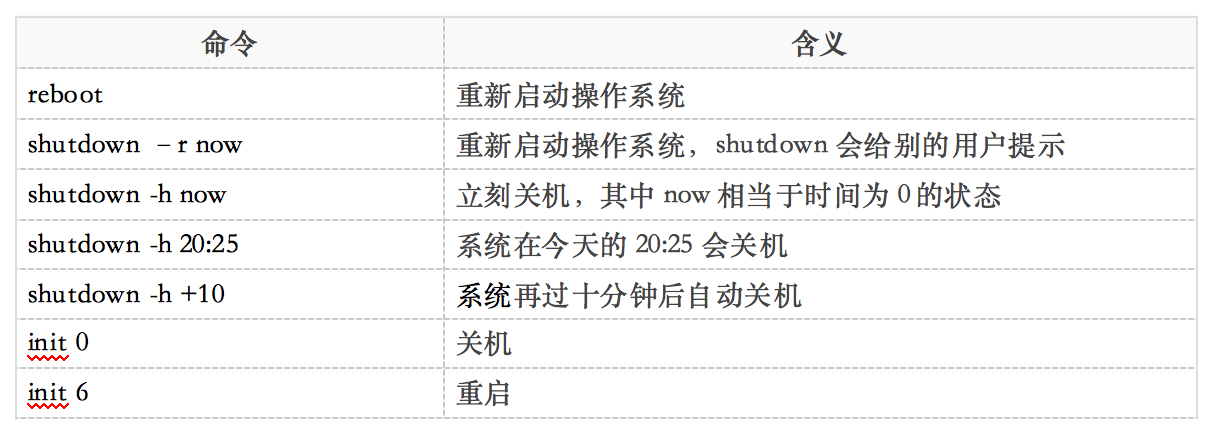 命令 含义
reboot 重新启动操作系统
shutdown – r now 重新启动操作系统，shutdown 会给别的用户提示
shutdown -h now 立刻关机，其中 now 相当于时间为 0 的状态
shutdown -h 20:25 系统在今天的 20:25 会关机
shutdown -h +10 系统再过十分钟后自动关机
init 0 关机
init 6 重启